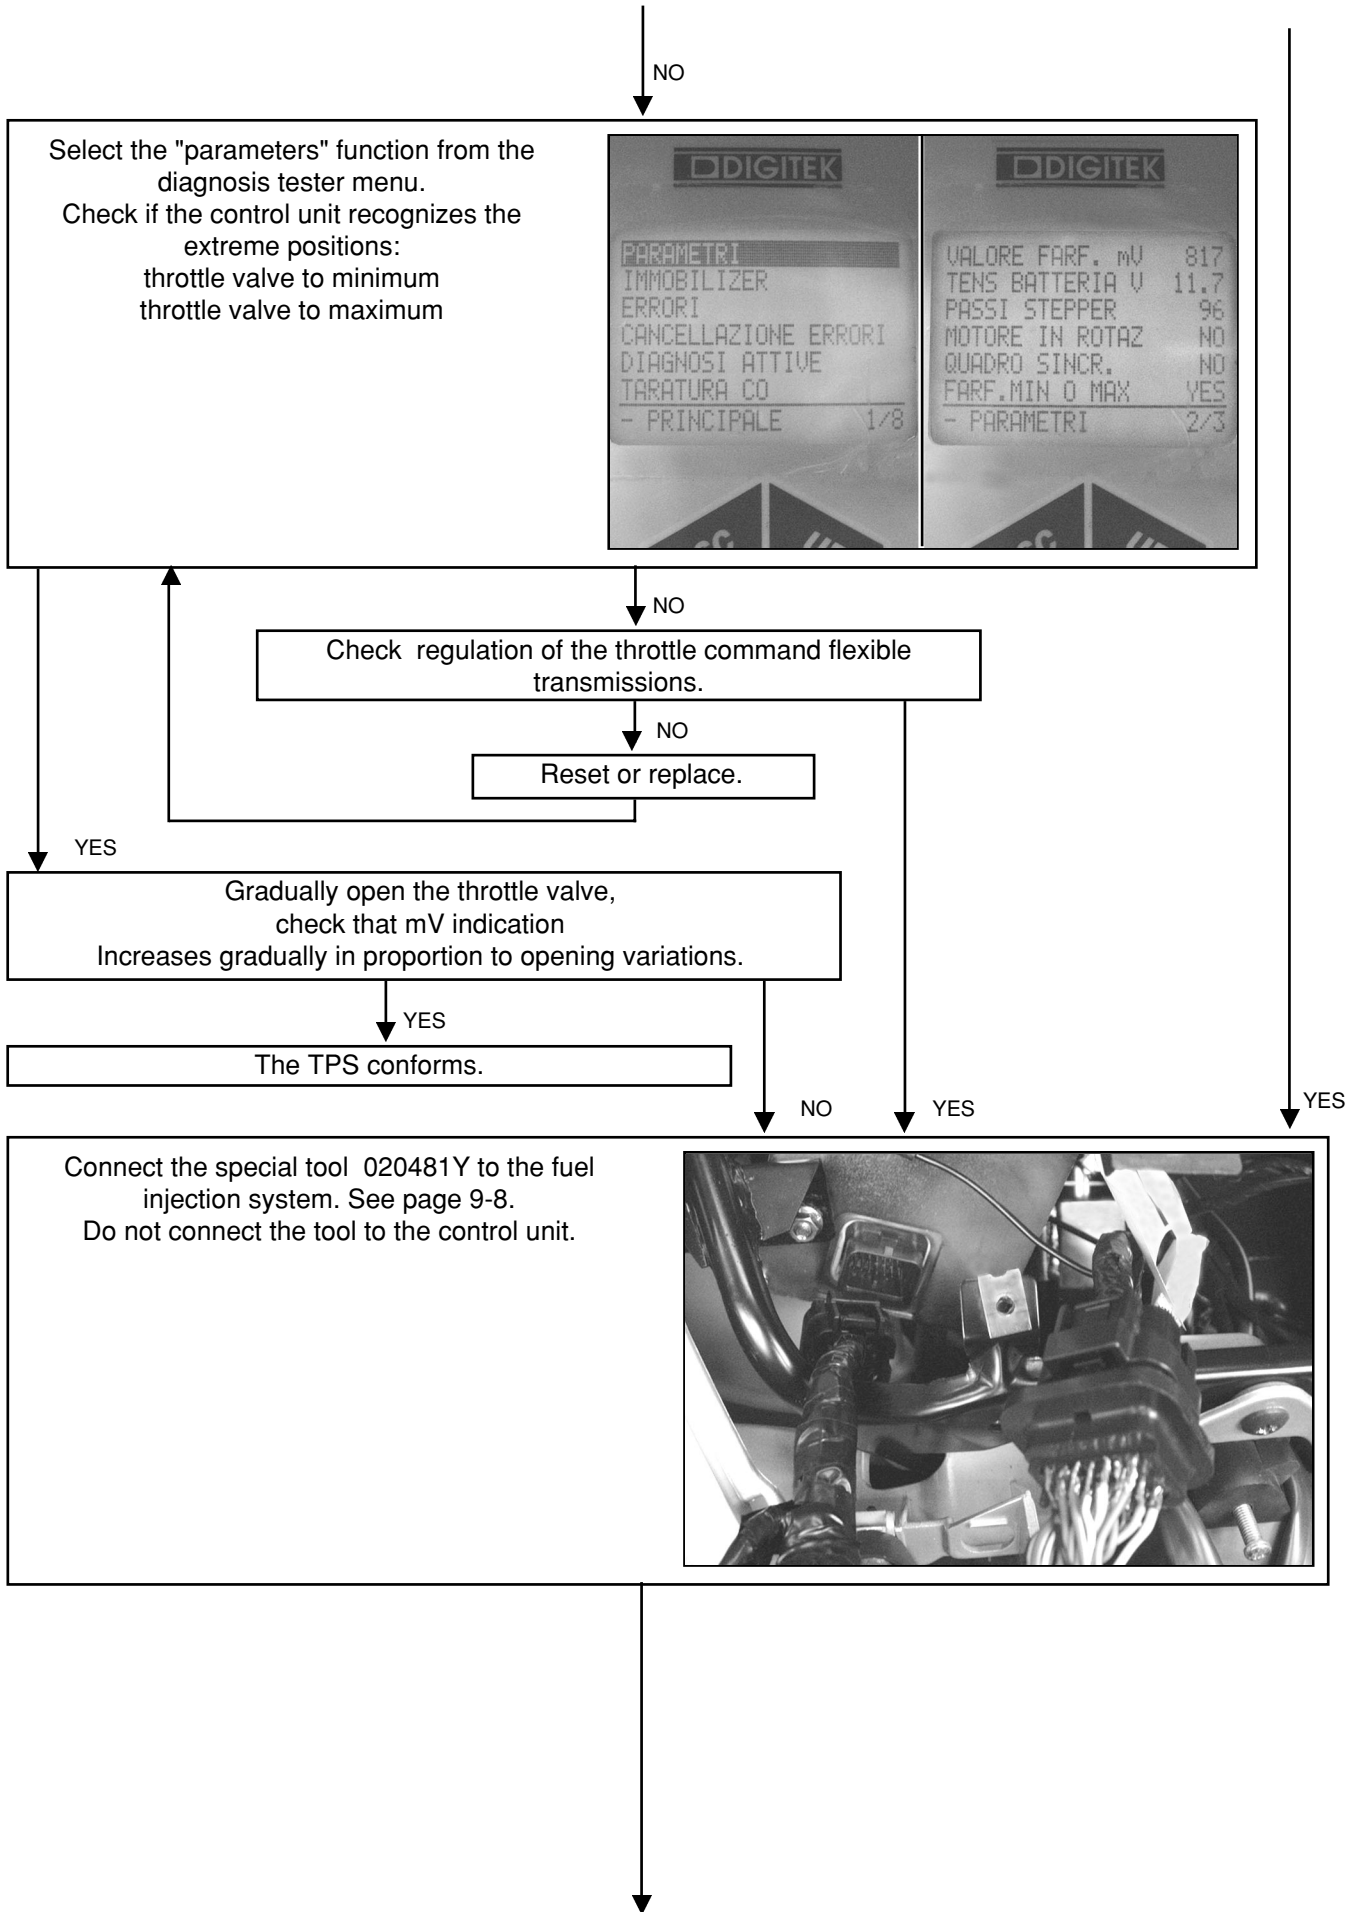 NO
Select the "parameters" function from the
diagnosis tester menu.
Check if the control unit recognizes the
extreme positions:
throttle valve to minimum
throttle valve to maximum
DIGITEK
PARAMETRI
IMMOBILIZER
ERRORI
CANCELLAZIONE ERRORI
DIAGNOSI ATTIVE
TARATURA CO
- PRINCIPALE 1/8
DIGITEK
VALORE FARF. mV 817
TENS BATTERIA V 11.7
PASSI STEPPER 96
MOTORE IN ROTAZ NO
QUADRO SINCR. NO
FARF.MIN O MAX YES
- PARAMETRI 2/3
NO
Check regulation of the throttle command flexible
transmissions.
NO
Reset or replace.
YES
Gradually open the throttle valve,
check that mV indication
Increases gradually in proportion to opening variations.
YES
The TPS conforms.
NO
YES
YES
Connect the special tool 020481Y to the fuel
injection system. See page 9-8.
Do not connect the tool to the control unit.